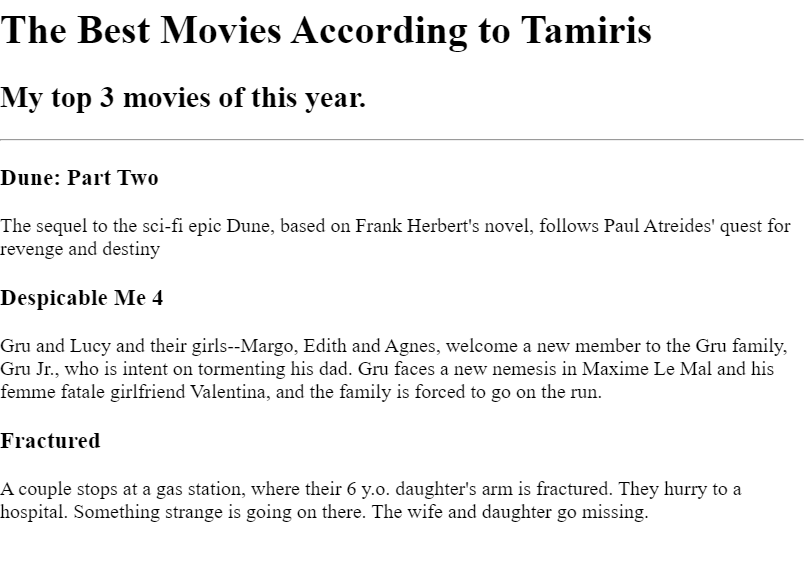 The Best Movies According to Tamiris
My top 3 movies of this year.
Dune: Part Two
The sequel to the sci-fi epic Dune, based on Frank Herbert's novel, follows Paul Atreides' quest for
revenge and destiny
Despicable Me 4
Gru and Lucy and their girls--Margo, Edith and Agnes, welcome a new member to the Gru family,
Gru Jr., who is intent on tormenting his dad. Gru faces a new nemesis in Maxime Le Mal and his
femme fatale girlfriend Valentina, and the family is forced to go on the run.
Fractured
A couple stops at a gas station, where their 6 y.o. daughter's arm is fractured. They hurry to a
hospital. Something strange is going on there. The wife and daughter go missing.